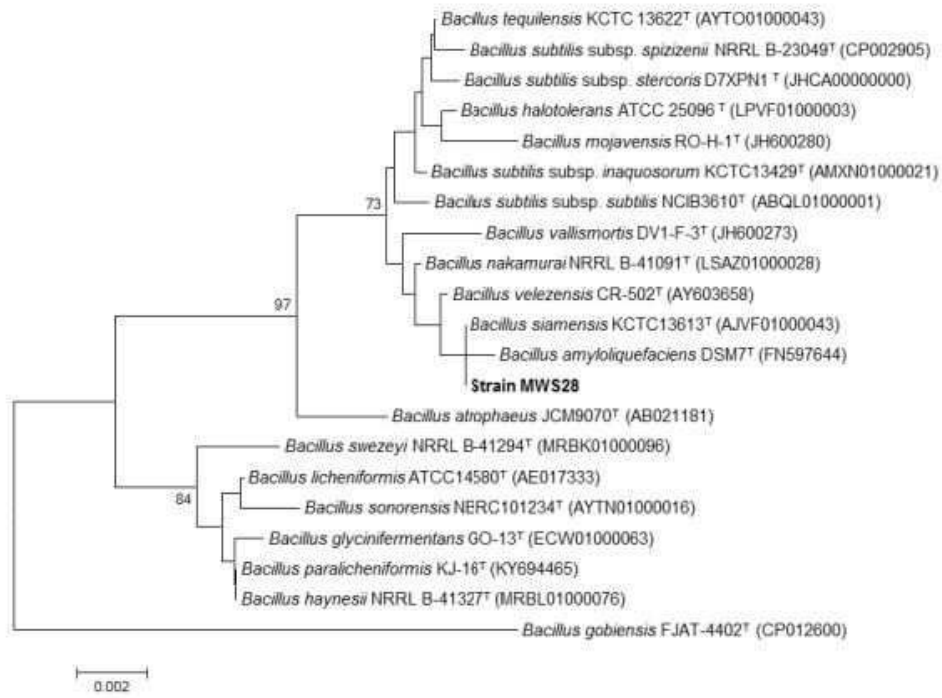 Bacillus tequilensis KCTC 13622ᵀ (AYTO01000043)
Bacillus subtilis subsp. spizizenii NRRL B-23049ᵀ (CP002905)
Bacillus subtilis subsp. stercoris D7XPN1 ᵀ (JHCA00000000)
Bacillus halotolerans ATCC 25096 ᵀ (LPVF01000003)
Bacillus mojavensis RO-H-1ᵀ (JH600280)
Bacillus subtilis subsp. inaquosorum KCTC13429ᵀ (AMXN01000021)
73
Bacillus subtilis subsp. subtilis NCIB3610ᵀ (ABQL01000001)
Bacillus vallismortis DV1-F-3ᵀ (JH600273)
Bacillus nakamurai NRRL B-41091ᵀ (LSAZ01000028)
Bacillus velezensis CR-502ᵀ (AY603658)
97
Bacillus siamensis KCTC13613ᵀ (AJVF01000043)
Bacillus amyloliquefaciens DSM7ᵀ (FN597644)
Strain MWS28
Bacillus atrophaeus JCM9070ᵀ (AB021181)
Bacillus swezeyi NRRL B-41294ᵀ (MRBK01000096)
Bacillus licheniformis ATCC14580ᵀ (AE017333)
84
Bacillus sonorensis NERC101234ᵀ (AYTN01000016)
Bacillus glycinifermentans GO-13ᵀ (ECW01000063)
Bacillus paralicheniformis KJ-16ᵀ (KY694465)
Bacillus haynesii NRRL B-41327ᵀ (MRBL01000076)
Bacillus gobiensis FJAT-4402ᵀ (CP012600)
0.002